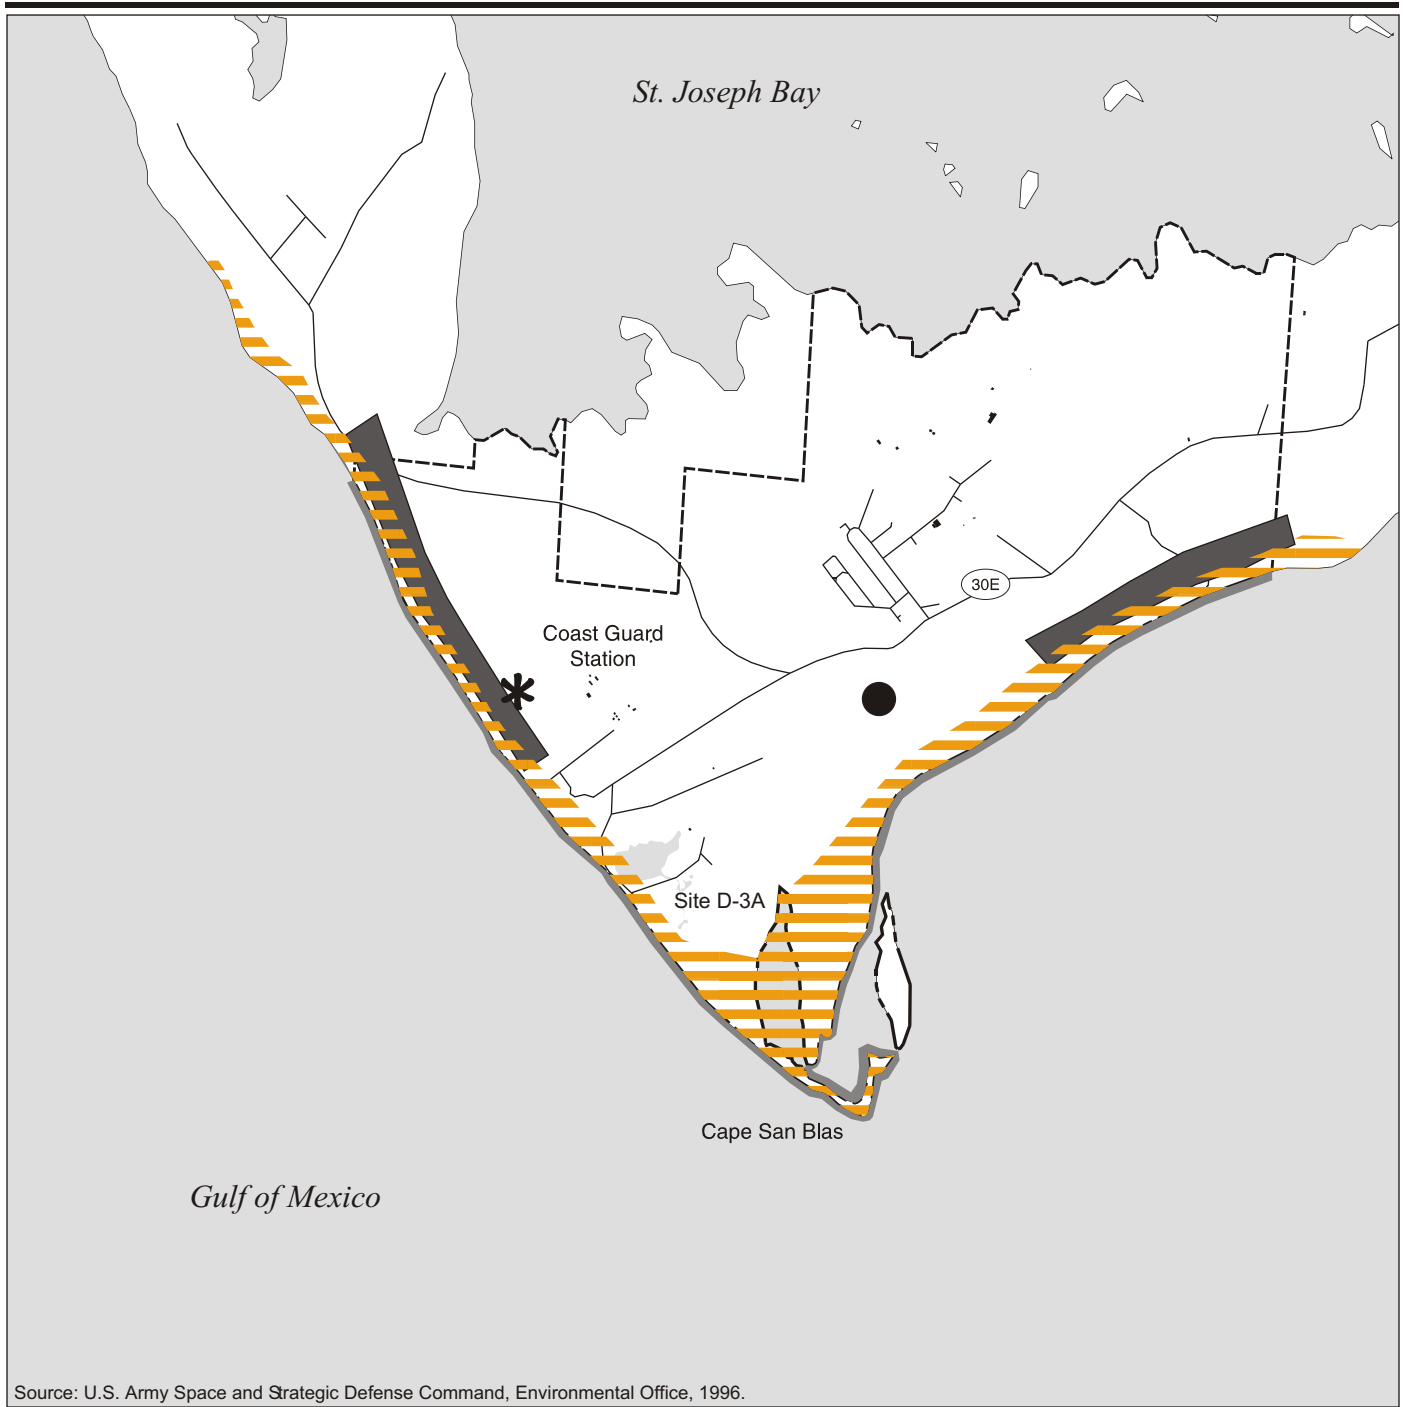 St. Joseph Bay
30E
Coast Guard
Station
Site D-3A
Cape San Blas
Gulf of Mexico
Source: U.S. Army Space and Strategic Defense Command, Environmental Office, 1996.